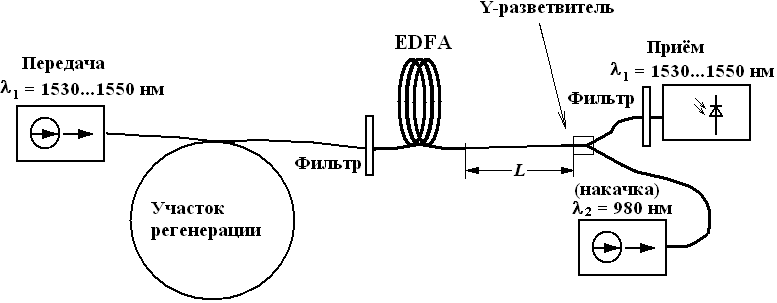 Y-разветвитель
EDFA
Передача
λ1 = 1530...1550 нм
Приём
λ1 = 1530...1550 нм
Фильтр
Фильтр
L
(накачка)
λ2 = 980 нм
Участок
регенерации